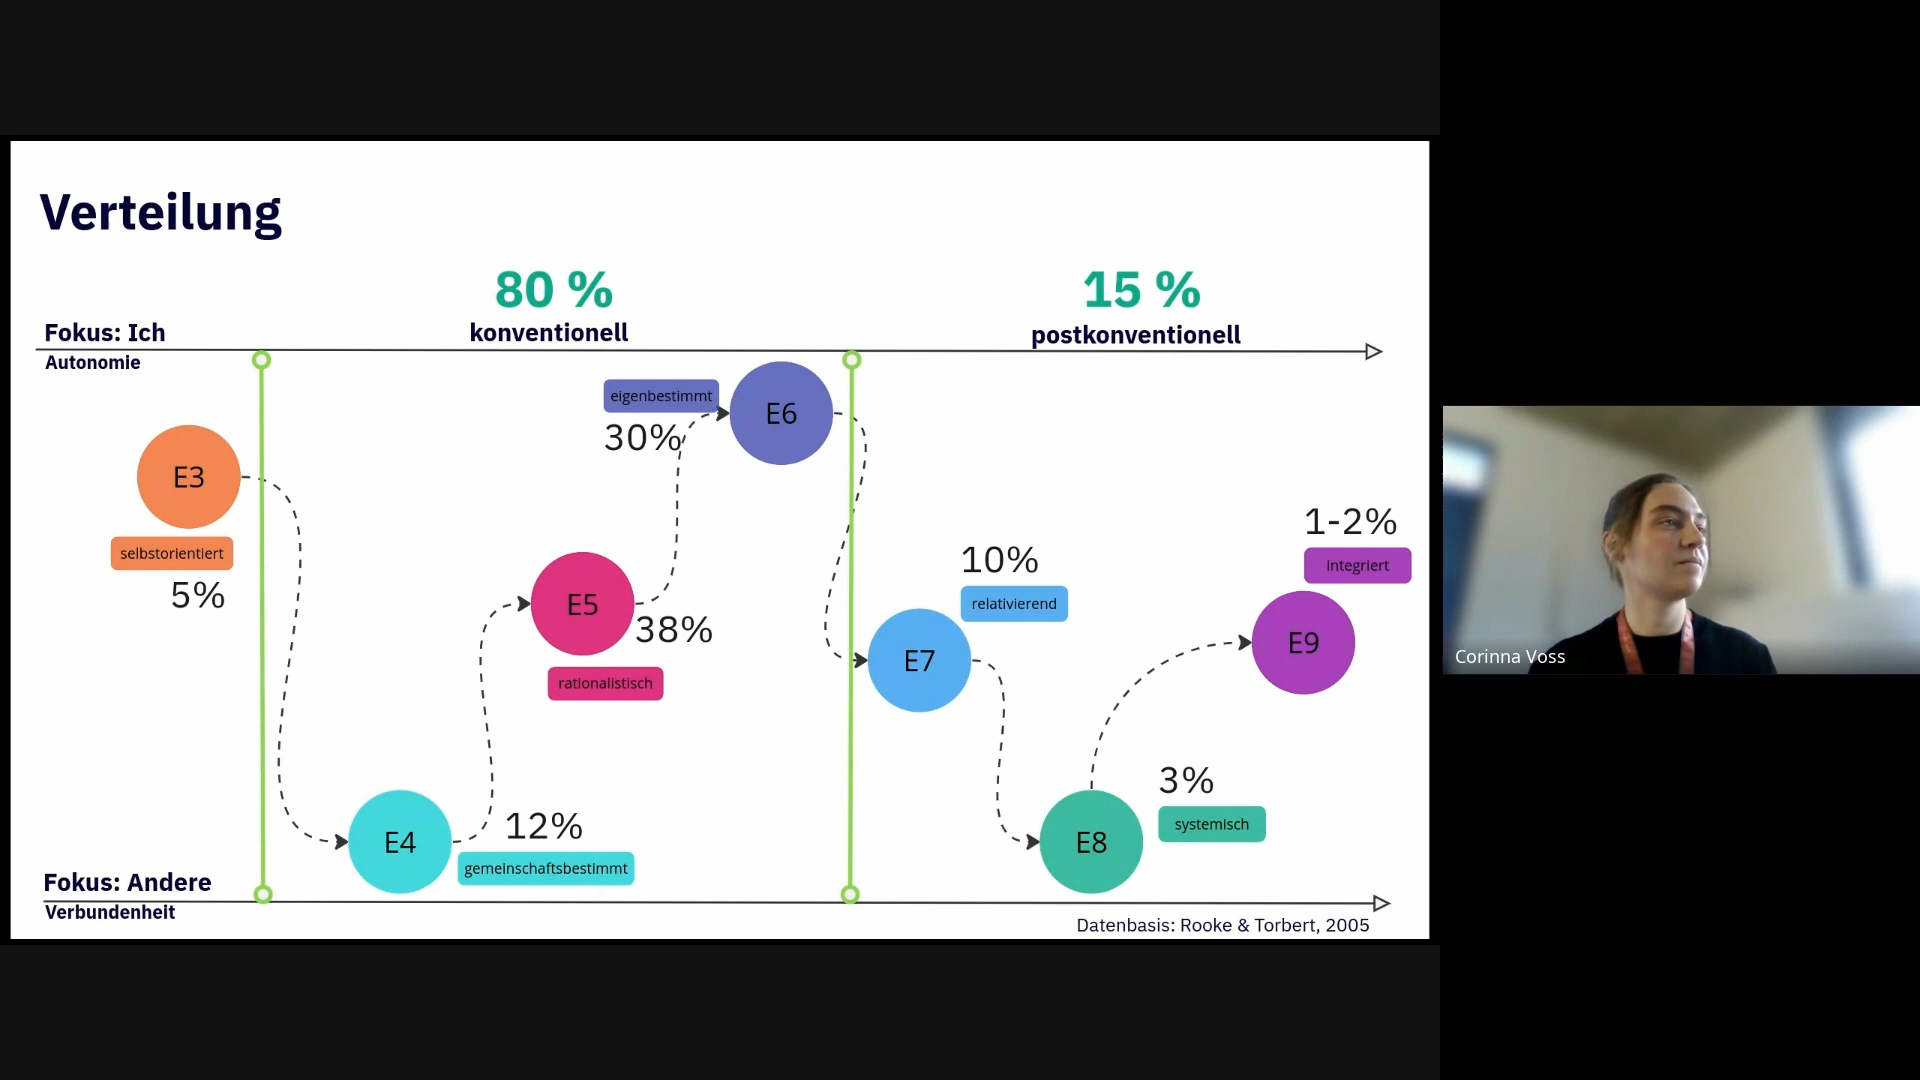 Verteilung
80 %
15 %
Fokus: Ich
konventionell
postkonventionell
Autonomie
eigenbestimmt
30%
E6
E3
selbstorientiert
5%
E5
38%
rationalistisch
10%
relativierend
E7
1-2%
integriert
E9
E4
12%
gemeinschaftsbestimmt
E8
3%
systemisch
Fokus: Andere
Verbundenheit
Datenbasis: Rooke & Torbert, 2005
Corinna Voss